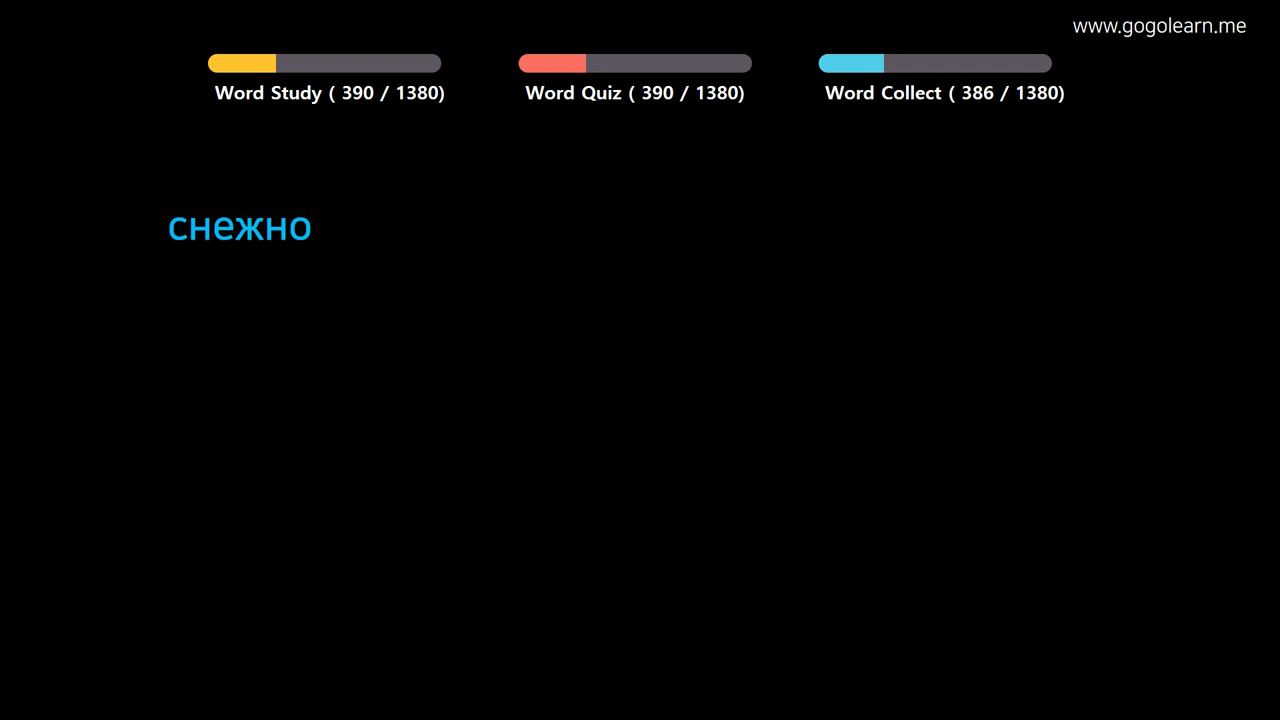 www.gogolearn.me
Word Study ( 390 / 1380)
Word Quiz ( 390 / 1380)
Word Collect ( 386 / 1380)
снежно